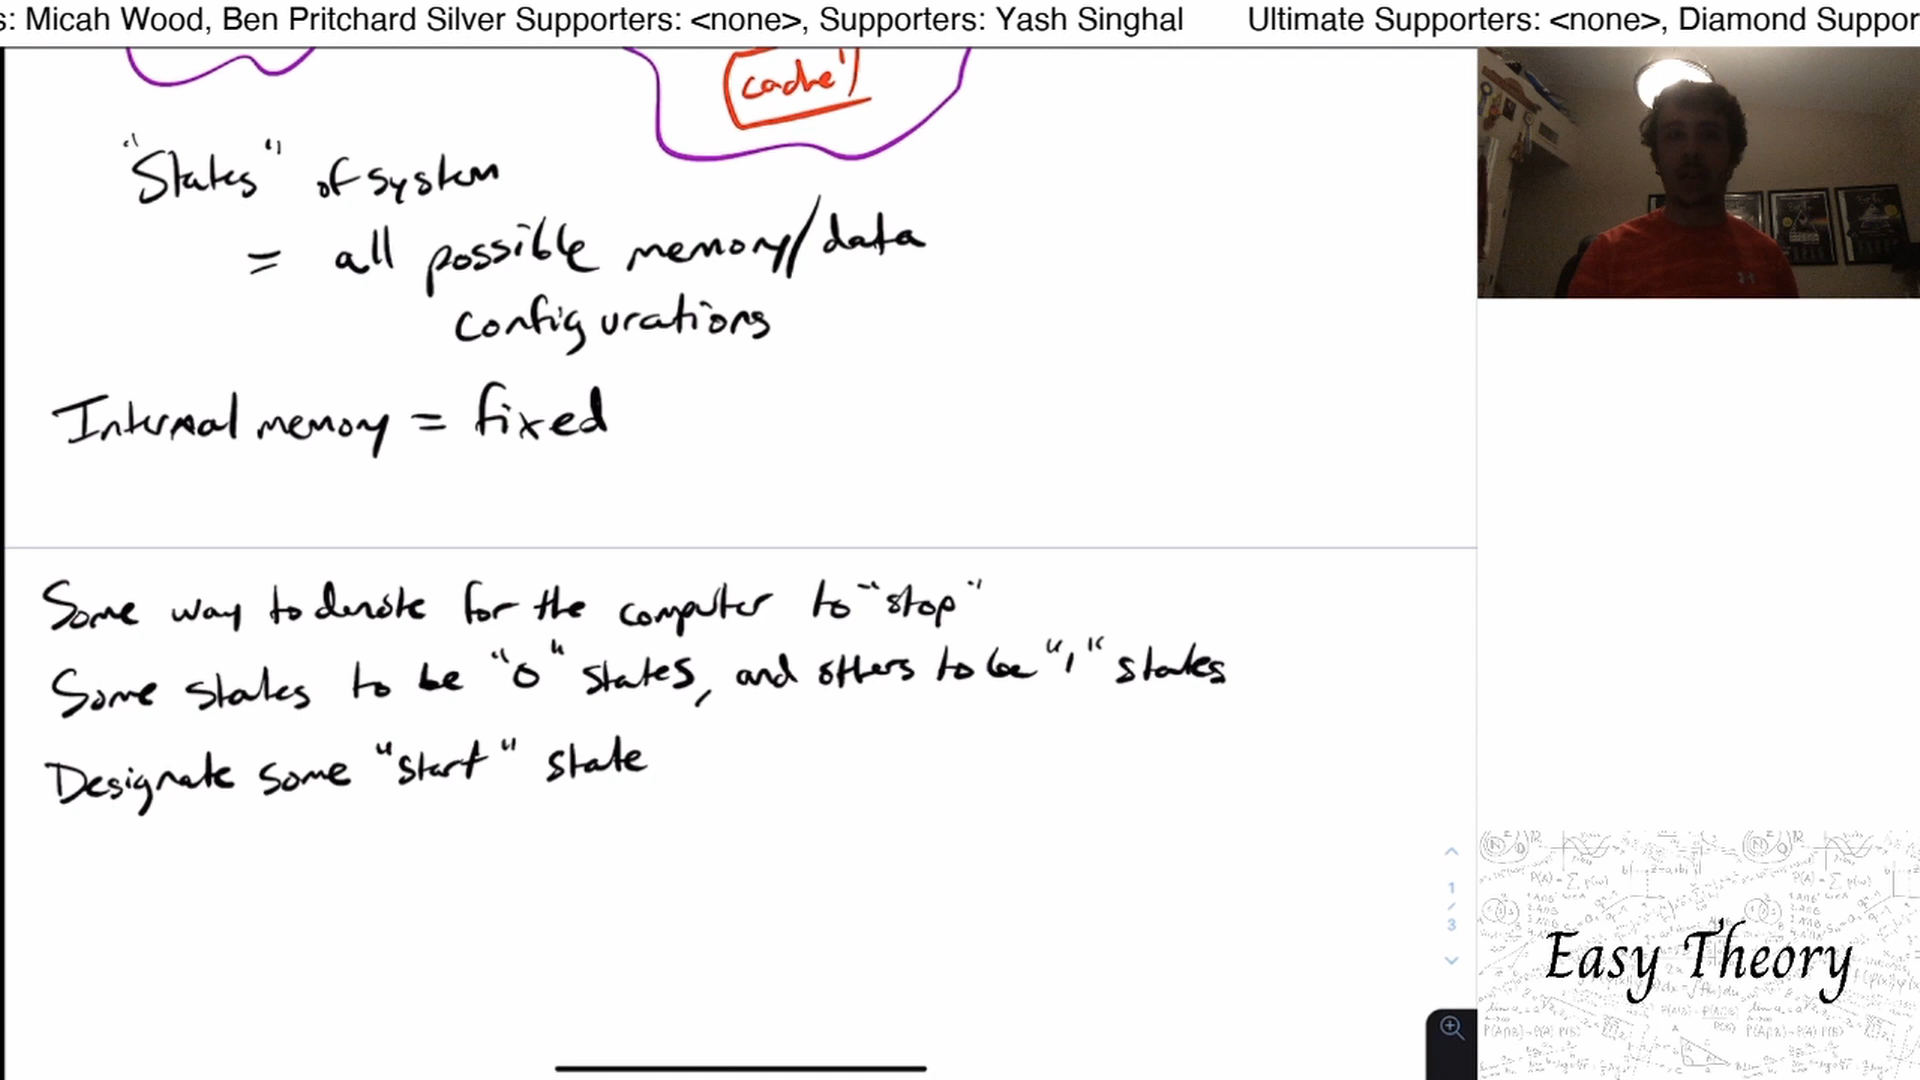 s: Micah Wood, Ben Pritchard Silver Supporters: <none>, Supporters: Yash Singhal Ultimate Supporters: <none>, Diamond Suppor
cache'
"States" of system
= all possible memory/data
configurations
Internal memory = fixed
Some way to denote for the computer to "stop"
Some states to be "0" states, and others to be "1" states
Designate some "start" state
1
/
3
Easy Theory